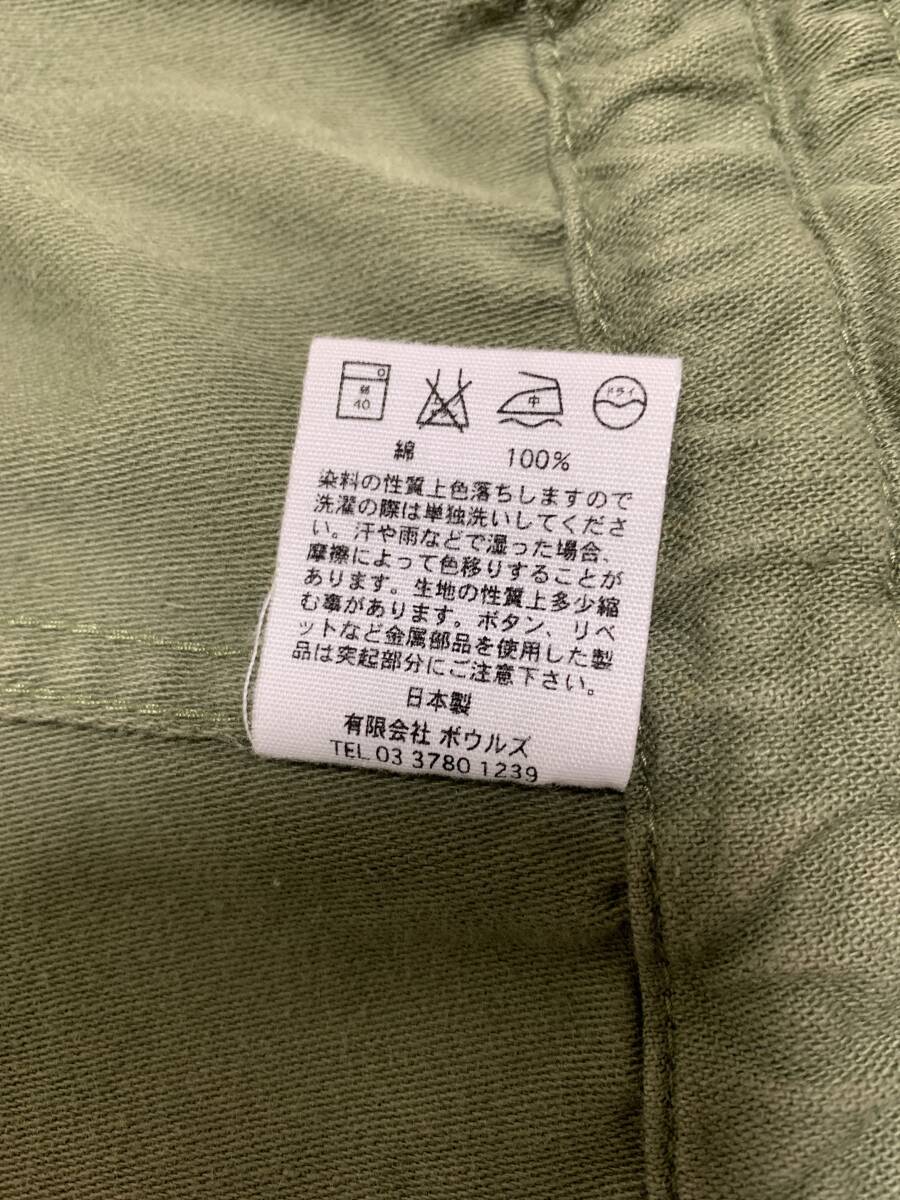 弱
40
中
ドライ
綿 100%
染料の性質上色落ちしますので
洗濯の際は単独洗いしてくださ
い。汗や雨などで湿った場合、
摩擦によって色移りすることが
あります。生地の性質上多少縮
む事があります。ボタン、リベ
ットなど金属部品を使用した製
品は突起部分にご注意下さい。
日本製
有限会社 ボウルズ
TEL 03 3780 1239